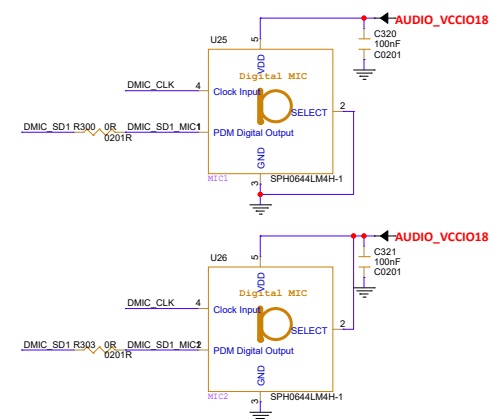 AUDIO_VCCIO18
U25
5
C320
100nF
C0201
VDD
Digital MIC
DMIC_CLK
4
Clock Input
SELECT
2
DMIC_SD1 R300 0R DMIC_SD1_MIC1
0201R
PDM Digital Output
GND
MIC1
3
SPH0644LM4H-1
AUDIO_VCCIO18
U26
5
C321
100nF
C0201
VDD
Digital MIC
DMIC_CLK
4
Clock Input
SELECT
2
DMIC_SD1 R303 0R DMIC_SD1_MIC2
0201R
PDM Digital Output
GND
MIC2
3
SPH0644LM4H-1